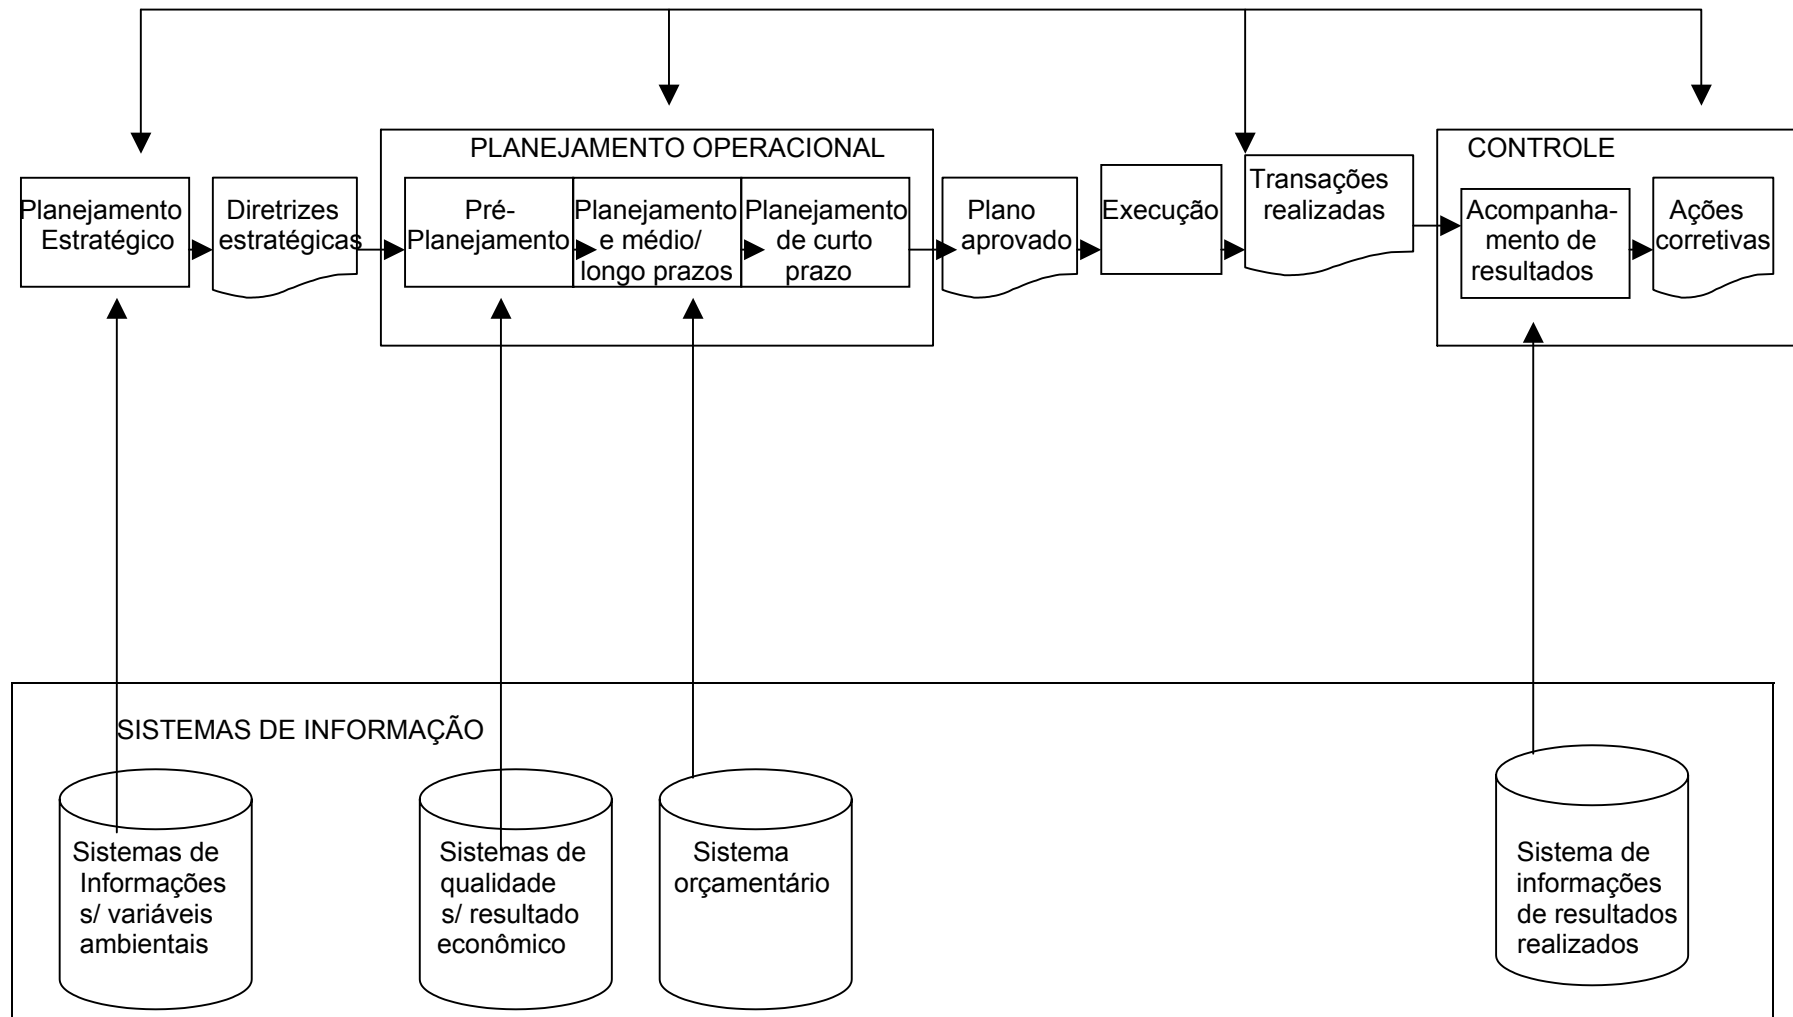 PLANEJAMENTO OPERACIONAL
CONTROLE
Planejamento
Estratégico
Diretrizes
estratégicas
Pré-
Planejamento
Planejamento
e médio/
longo prazos
Planejamento
de curto
prazo
Plano
aprovado
Execução
Transações
realizadas
Acompanha-
mento de
resultados
Ações
corretivas
SISTEMAS DE INFORMAÇÃO
Sistemas de
Informações
s/ variáveis
ambientais
Sistemas de
qualidade
s/ resultado
econômico
Sistema
orçamentário
Sistema de
informações
de resultados
realizados